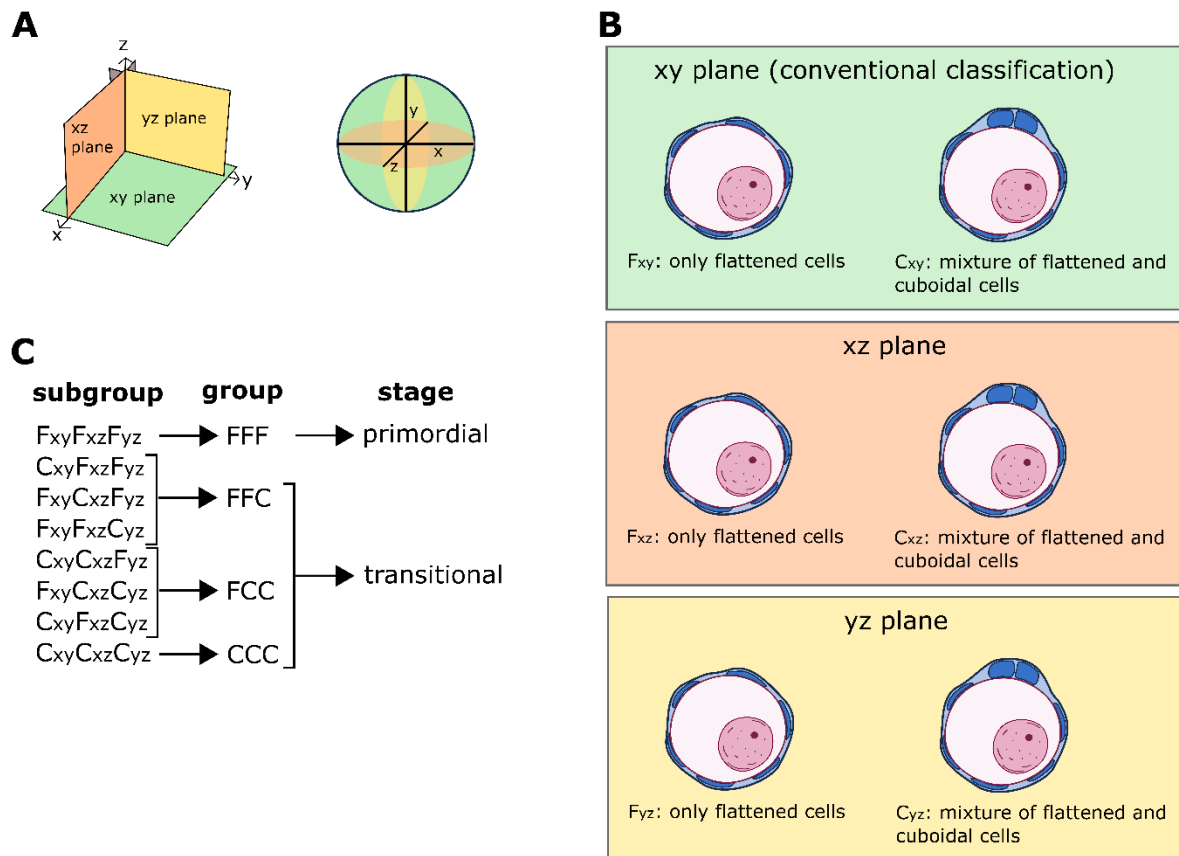 A
z
xz
plane
yz plane
xy plane
y
x
y
x
z
B
xy plane (conventional classification)
Fxy: only flattened cells
Cxy: mixture of flattened and
cuboidal cells
xz plane
Fxz: only flattened cells
Cxz: mixture of flattened and
cuboidal cells
yz plane
Fyz: only flattened cells
Cyz: mixture of flattened and
cuboidal cells
C
subgroup group stage
FxyFxzFyz FFF primordial
CxyFxzFyz
FxyCxzFyz FFC
FxyFxzCyz
CxyCxzFyz transitional
FxyCxzCyz FCC
CxyFxzCyz
CxyCxzCyz CCC